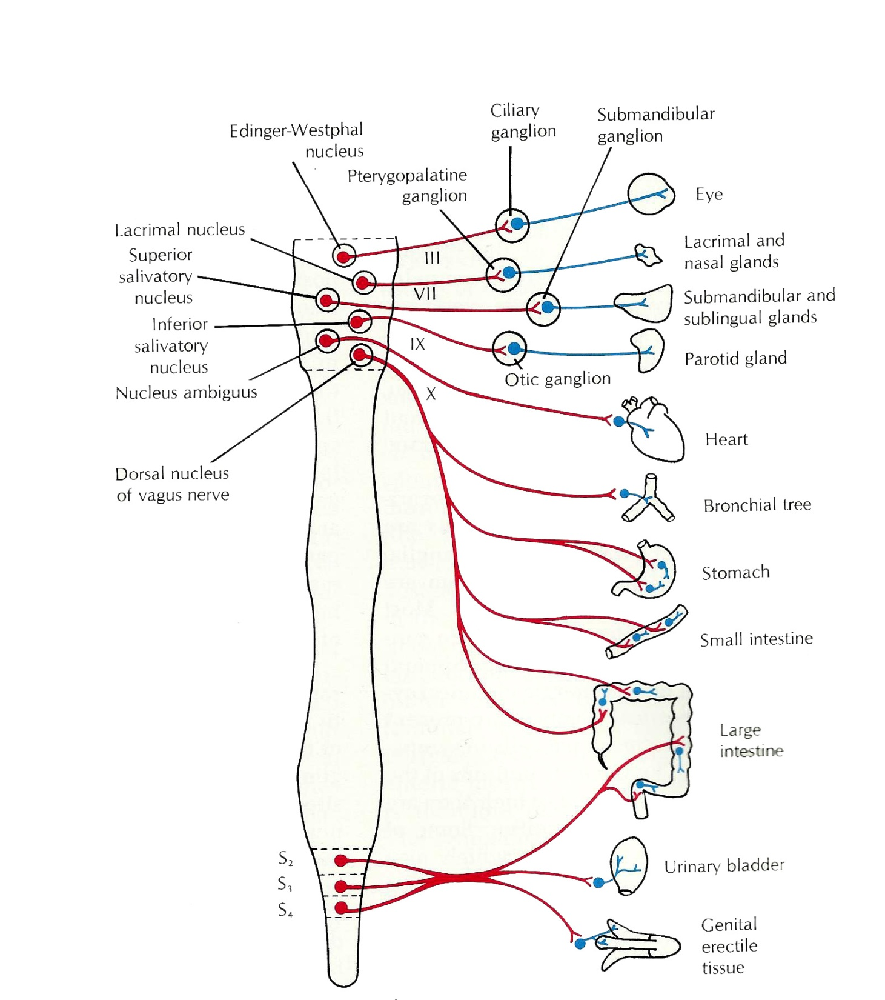 Ciliary
ganglion
Submandibular
ganglion
Edinger-Westphal
nucleus
Pterygopalatine
ganglion
Eye
Lacrimal nucleus
Lacrimal and
nasal glands
Superior
salivatory
nucleus
III
VII
Submandibular and
sublingual glands
Inferior
salivatory
nucleus
IX
Parotid gland
Otic ganglion
Nucleus ambiguus
X
Heart
Dorsal nucleus
of vagus nerve
Bronchial tree
Stomach
Small intestine
Large
intestine
S2
S3
S4
Urinary bladder
Genital
erectile
tissue